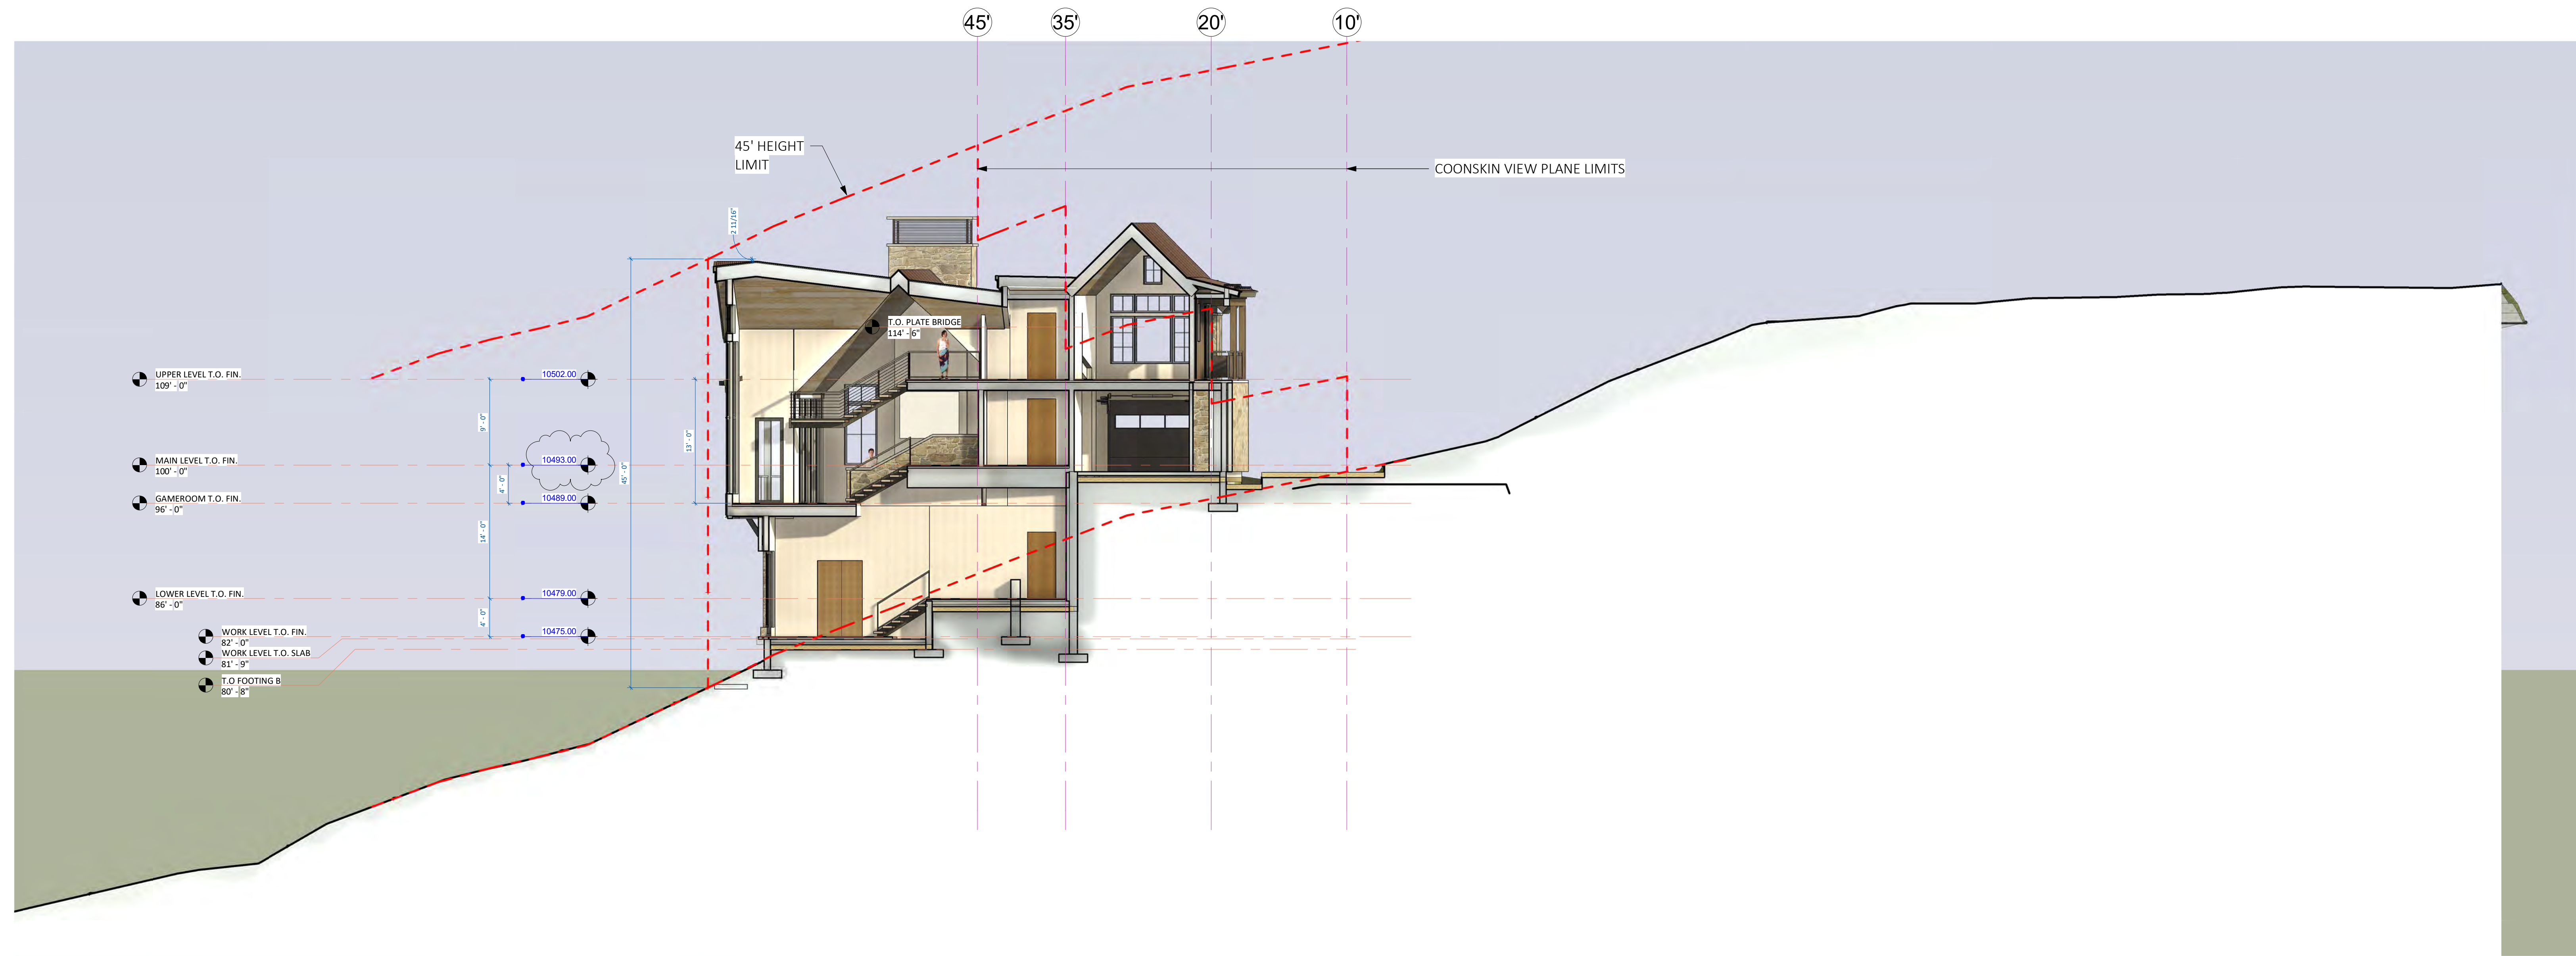 45' 35' 20' 10'
45' HEIGHT
LIMIT
COONSKIN VIEW PLANE LIMITS
2 11/16"
T.O. PLATE BRIDGE
114' - 6"
UPPER LEVEL T.O. FIN.
109' - 0"
10502.00
9' - 0"
13' - 0"
45' - 0"
MAIN LEVEL T.O. FIN.
100' - 0"
10493.00
4' - 0"
GAMEROOM T.O. FIN.
96' - 0"
10489.00
14' - 0"
LOWER LEVEL T.O. FIN.
86' - 0"
10479.00
4' - 0"
WORK LEVEL T.O. FIN.
82' - 0"
10475.00
WORK LEVEL T.O. SLAB
81' - 9"
T.O FOOTING B
80' - 8"